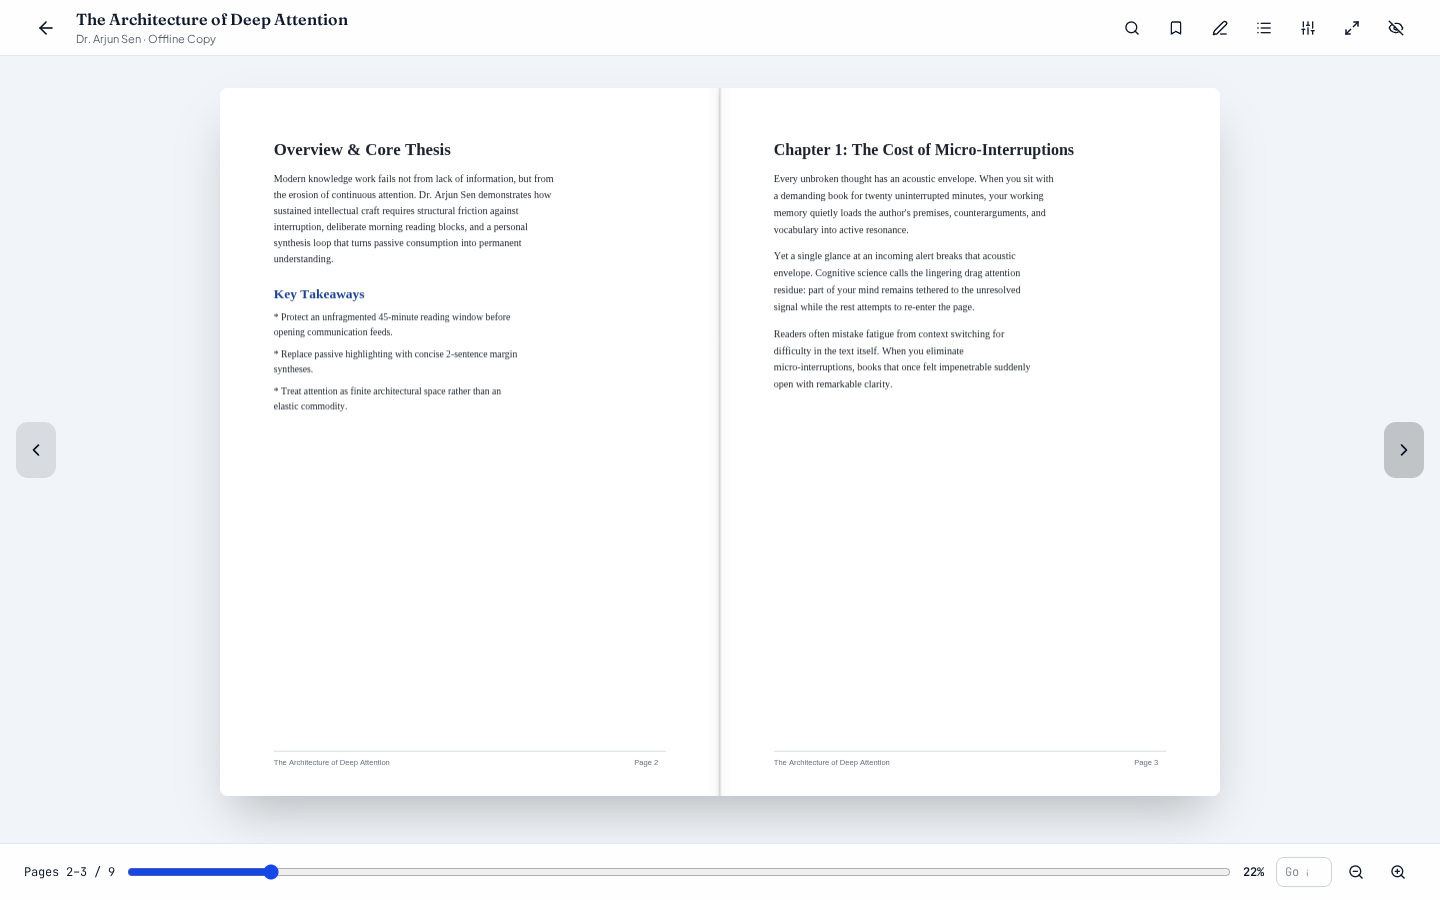 The Architecture of Deep Attention
Dr. Arjun Sen · Offline Copy
Overview & Core Thesis
Modern knowledge work fails not from lack of information, but from
the erosion of continuous attention. Dr. Arjun Sen demonstrates how
sustained intellectual craft requires structural friction against
interruption, deliberate morning reading blocks, and a personal
synthesis loop that turns passive consumption into permanent
understanding.
Key Takeaways
* Protect an unfragmented 45-minute reading window before
opening communication feeds.
* Replace passive highlighting with concise 2-sentence margin
syntheses.
* Treat attention as finite architectural space rather than an
elastic commodity.
The Architecture of Deep Attention Page 2
Chapter 1: The Cost of Micro-Interruptions
Every unbroken thought has an acoustic envelope. When you sit with
a demanding book for twenty uninterrupted minutes, your working
memory quietly loads the author's premises, counterarguments, and
vocabulary into active resonance.
Yet a single glance at an incoming alert breaks that acoustic
envelope. Cognitive science calls the lingering drag attention
residue: part of your mind remains tethered to the unresolved
signal while the rest attempts to re-enter the page.
Readers often mistake fatigue from context switching for
difficulty in the text itself. When you eliminate
micro-interruptions, books that once felt impenetrable suddenly
open with remarkable clarity.
The Architecture of Deep Attention Page 3
Pages 2–3 / 9
22%
Go